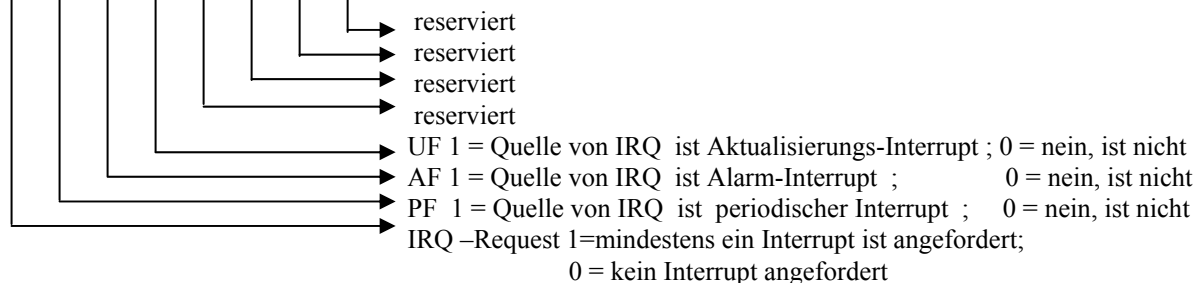 reserviert
reserviert
reserviert
reserviert
UF 1 = Quelle von IRQ ist Aktualisierungs-Interrupt ; 0 = nein, ist nicht
AF 1 = Quelle von IRQ ist Alarm-Interrupt ; 0 = nein, ist nicht
PF 1 = Quelle von IRQ ist periodischer Interrupt ; 0 = nein, ist nicht
IRQ –Request 1=mindestens ein Interrupt ist angefordert;
0 = kein Interrupt angefordert